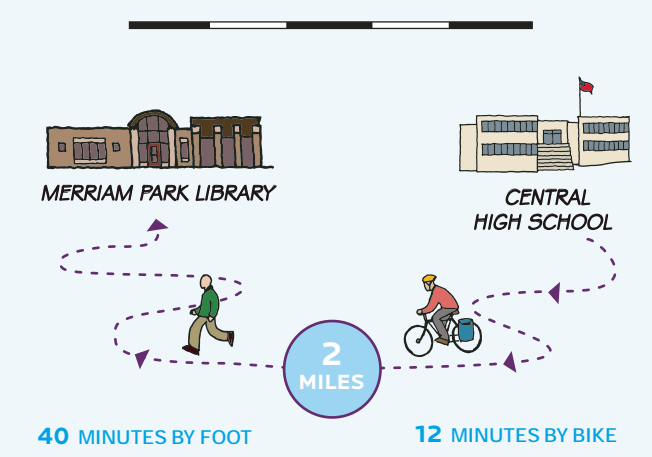 MERRIAM PARK LIBRARY
CENTRAL
HIGH SCHOOL
2
MILES
40 MINUTES BY FOOT
12 MINUTES BY BIKE